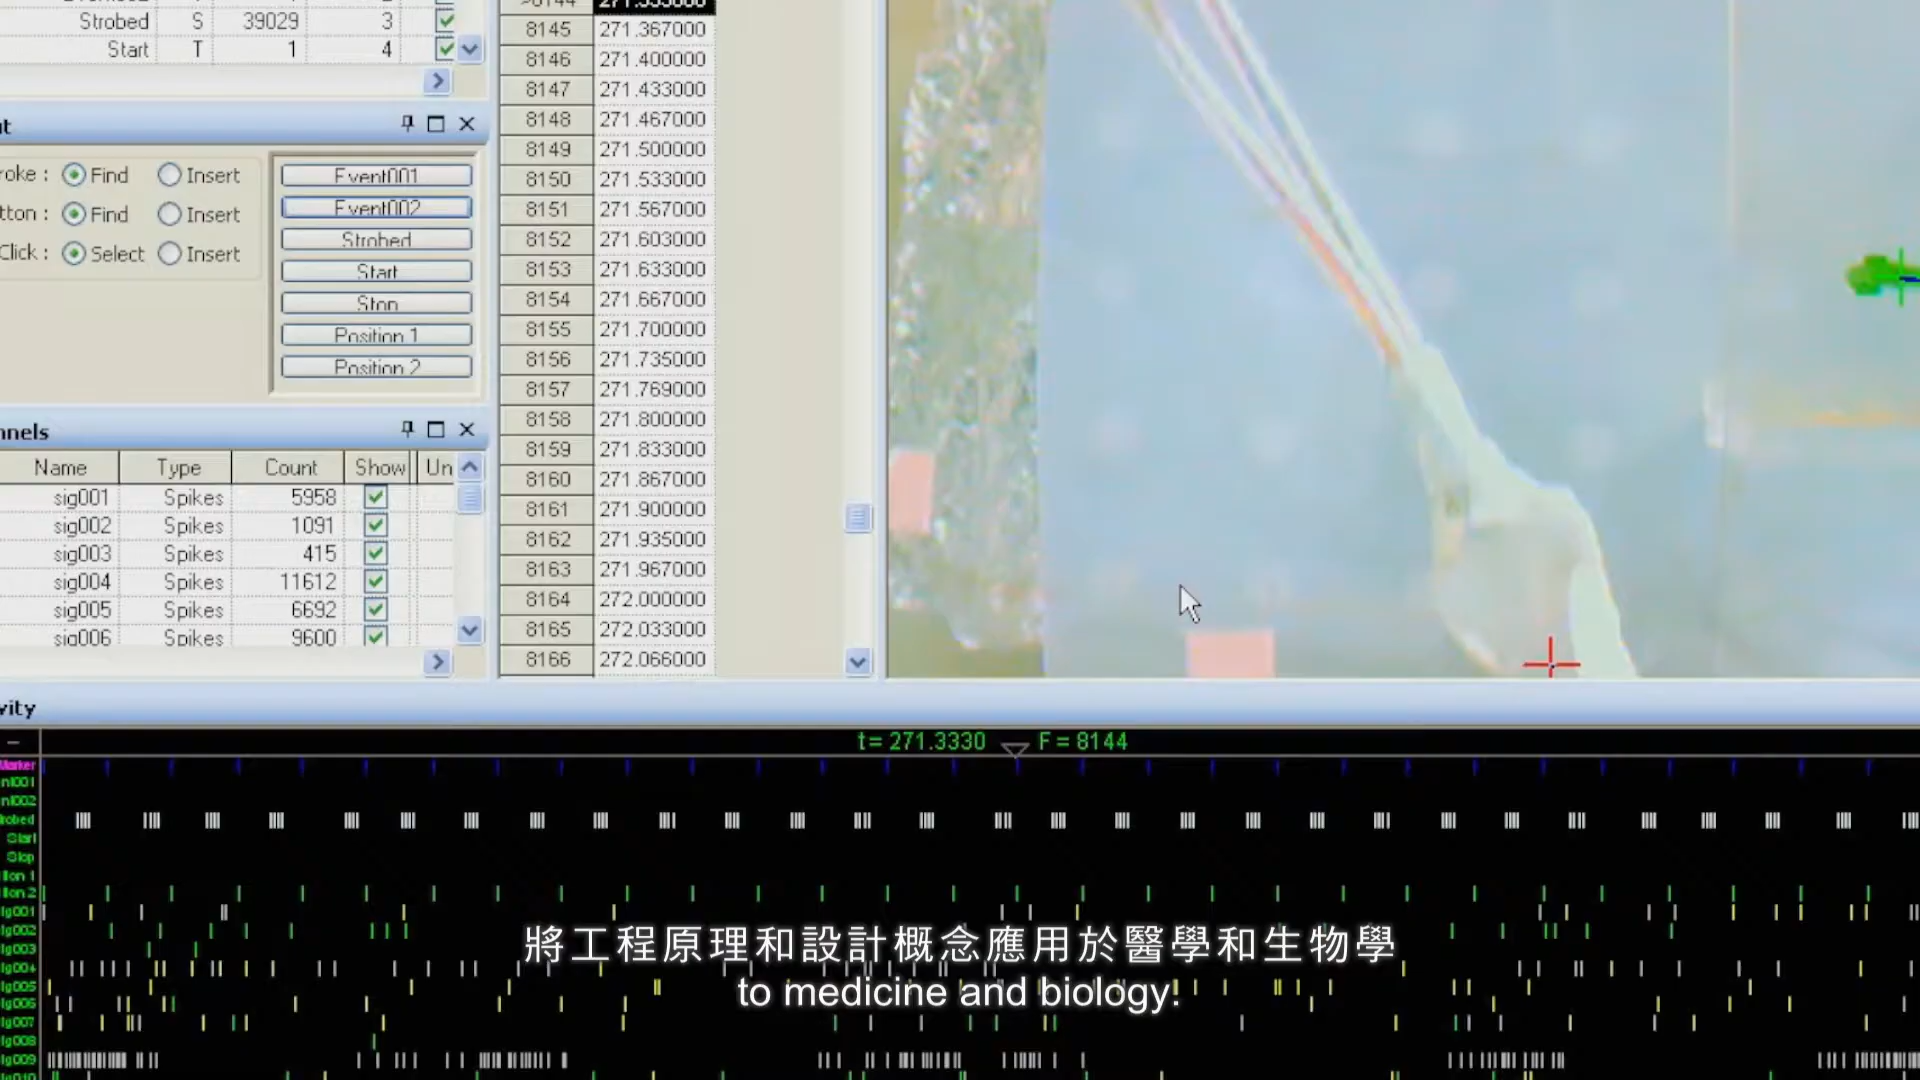 Strobed S 39029 3
Start T 1 4
Find Insert
Find Insert
Click : Select Insert
Event001
Event002
Strobed
Start
Stop
Position 1
Position 2
Name Type Count Show Un
sig001 Spikes 5958
sig002 Spikes 1091
sig003 Spikes 415
sig004 Spikes 11612
sig005 Spikes 6692
sig006 Spikes 9600
8145 271.367000
8146 271.400000
8147 271.433000
8148 271.467000
8149 271.500000
8150 271.533000
8151 271.567000
8152 271.603000
8153 271.633000
8154 271.667000
8155 271.700000
8156 271.735000
8157 271.769000
8158 271.800000
8159 271.833000
8160 271.867000
8161 271.900000
8162 271.935000
8163 271.967000
8164 272.000000
8165 272.033000
8166 272.066000
t= 271.3330 F = 8144
Marker
Start
Stop
將工程原理和設計概念應用於醫學和生物學
to medicine and biology.